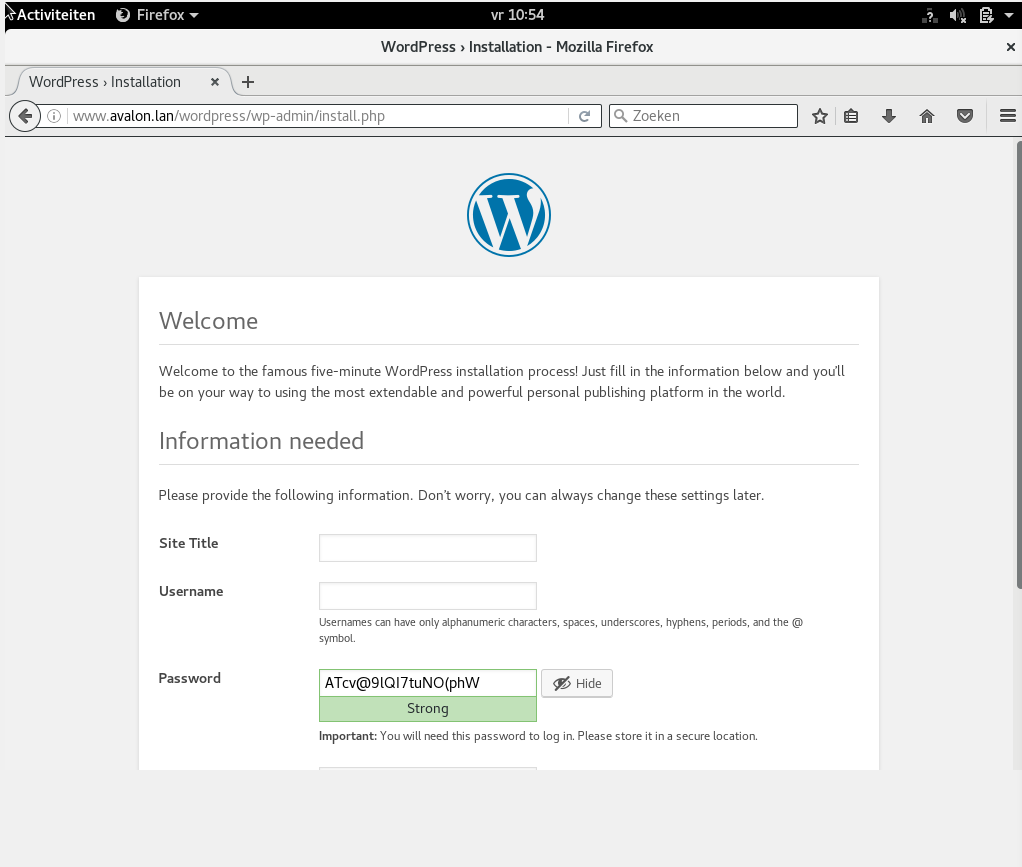 Activiteiten Firefox vr 10:54
WordPress › Installation - Mozilla Firefox
WordPress › Installation
www.avalon.lan/wordpress/wp-admin/install.php Zoeken
Welcome
Welcome to the famous five-minute WordPress installation process! Just fill in the information below and you'll
be on your way to using the most extendable and powerful personal publishing platform in the world.
Information needed
Please provide the following information. Don't worry, you can always change these settings later.
Site Title
Username
Usernames can have only alphanumeric characters, spaces, underscores, hyphens, periods, and the @
symbol.
Password ATcv@9lQI7tuNO(phW Hide
Strong
Important: You will need this password to log in. Please store it in a secure location.